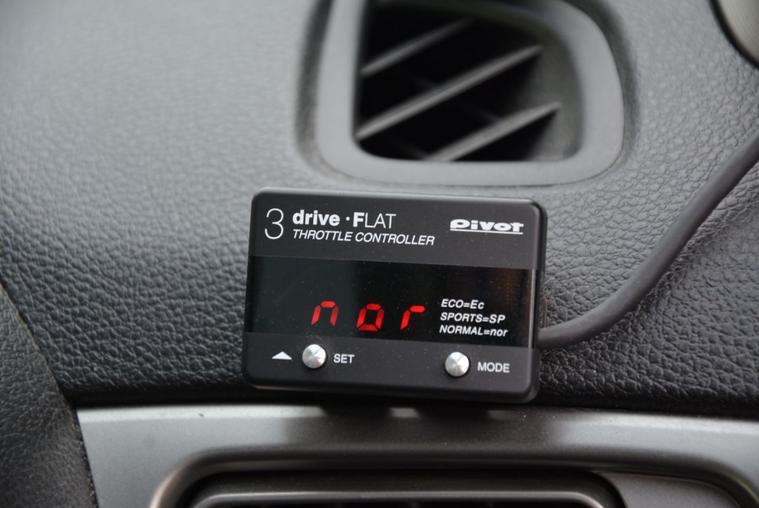 3 drive·FLAT
THROTTLE CONTROLLER
Pivot
nor
ECO=Ec
SPORTS=SP
NORMAL=nor
SET
MODE